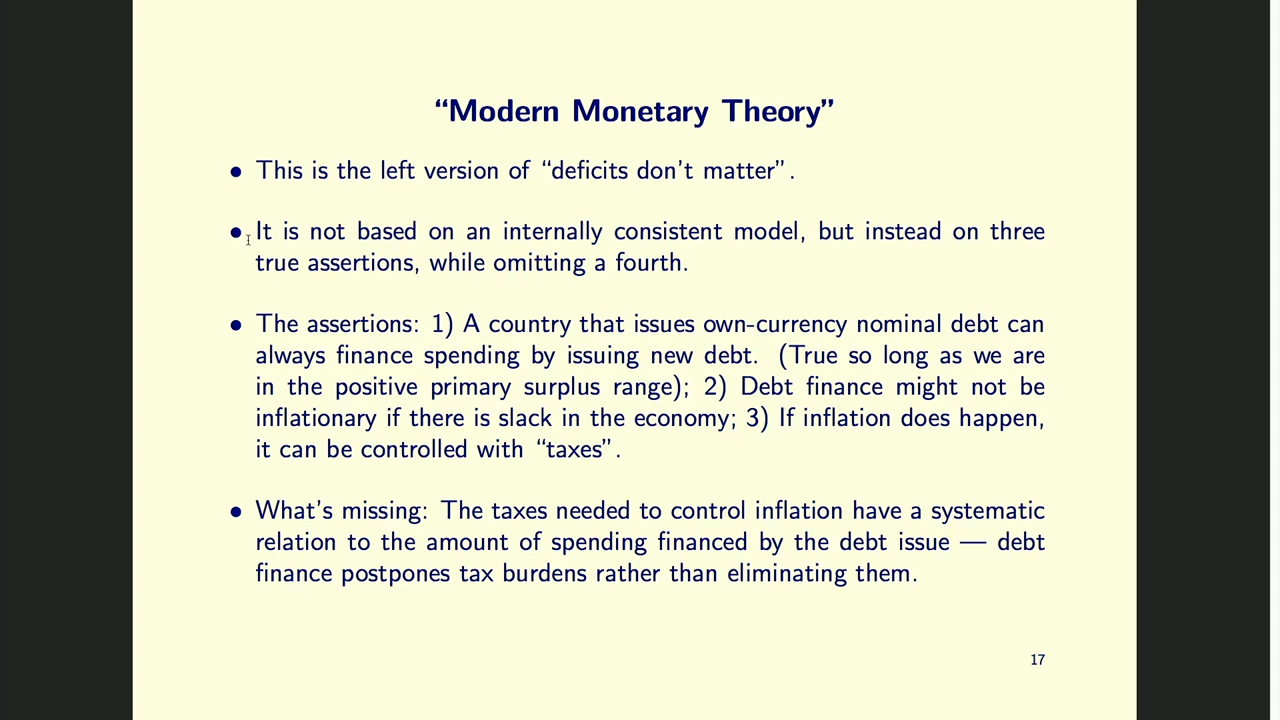 “Modern Monetary Theory”
• This is the left version of “deficits don’t matter”.
• It is not based on an internally consistent model, but instead on three
true assertions, while omitting a fourth.
• The assertions: 1) A country that issues own-currency nominal debt can
always finance spending by issuing new debt. (True so long as we are
in the positive primary surplus range); 2) Debt finance might not be
inflationary if there is slack in the economy; 3) If inflation does happen,
it can be controlled with “taxes”.
• What’s missing: The taxes needed to control inflation have a systematic
relation to the amount of spending financed by the debt issue — debt
finance postpones tax burdens rather than eliminating them.
17